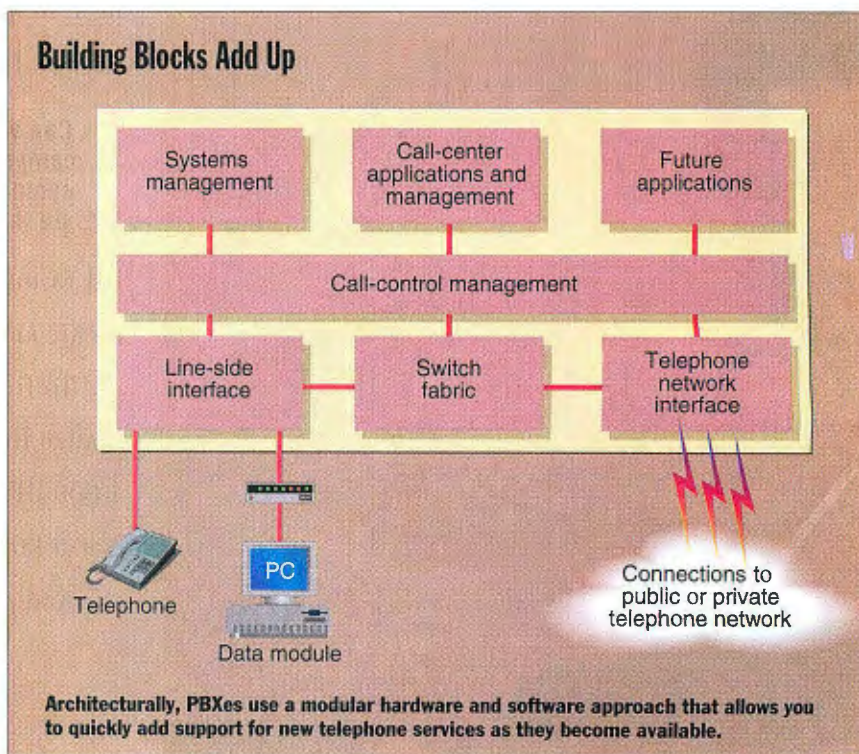 Building Blocks Add Up
Systems
management
Call-center
applications and
management
Future
applications
Call-control management
Line-side
interface
Switch
fabric
Telephone
network
interface
Telephone
PC
Data module
Connections to
public or private
telephone network
Architecturally, PBXes use a modular hardware and software approach that allows you
to quickly add support for new telephone services as they become available.